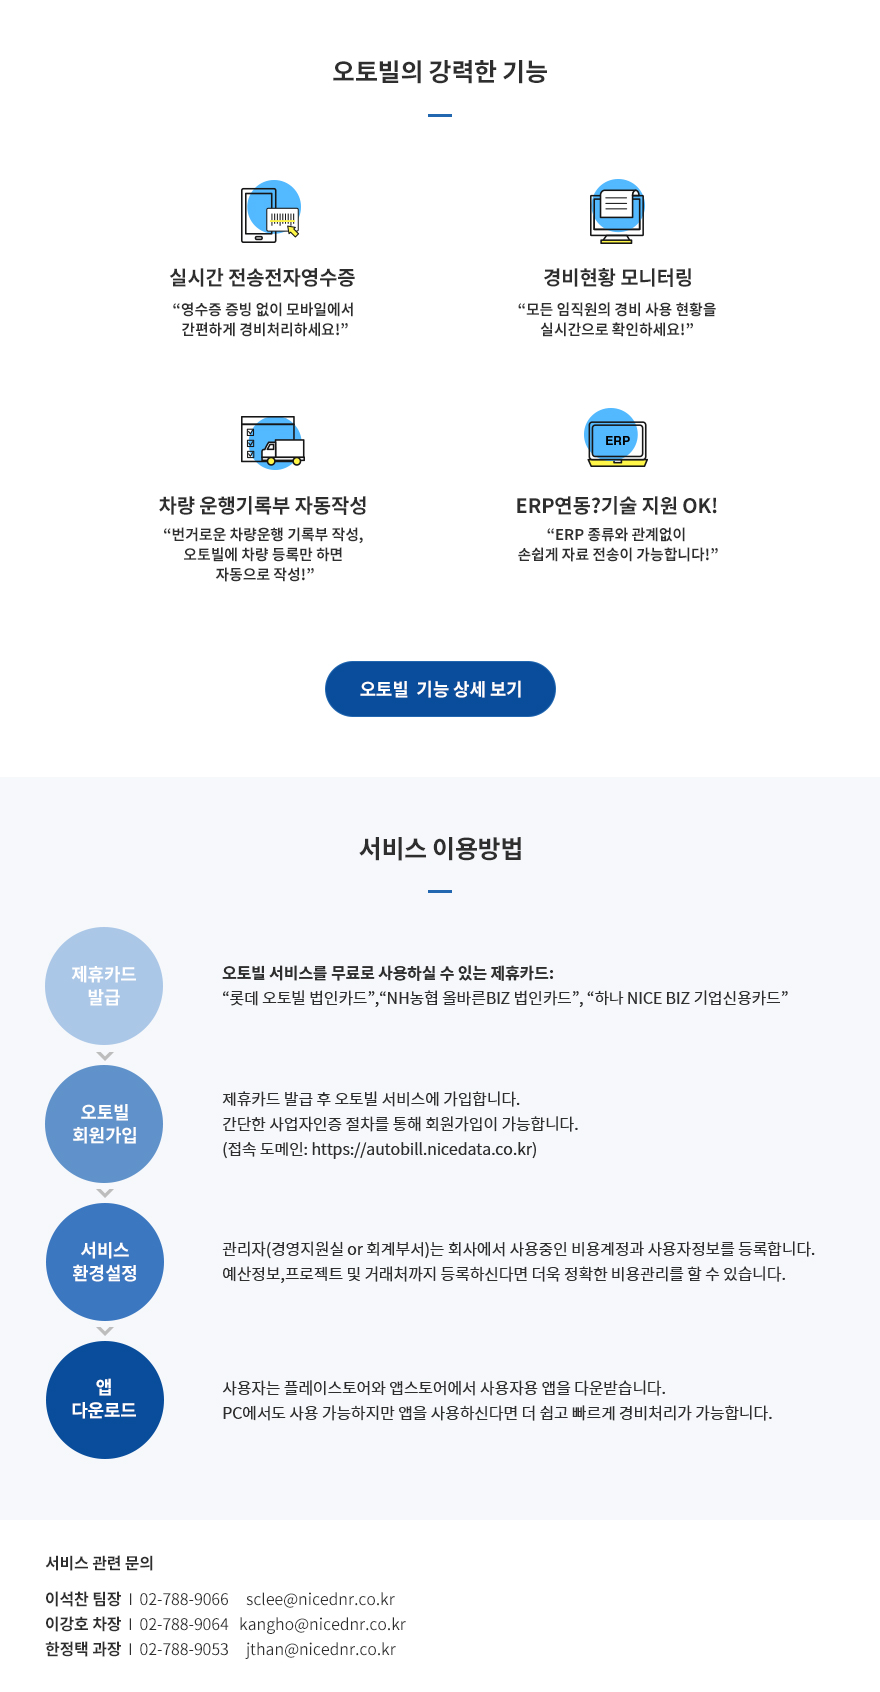 오토빌의 강력한 기능
실시간 전송전자영수증
“영수증 증빙 없이 모바일에서
간편하게 경비처리하세요!”
경비현황 모니터링
“모든 임직원의 경비 사용 현황을
실시간으로 확인하세요!”
차량 운행기록부 자동작성
“번거로운 차량운행 기록부 작성,
오토빌에 차량 등록만 하면
자동으로 작성!”
ERP
ERP연동?기술 지원 OK!
“ERP 종류와 관계없이
손쉽게 자료 전송이 가능합니다!”
오토빌 기능 상세 보기
서비스 이용방법
제휴카드
발급
오토빌 서비스를 무료로 사용하실 수 있는 제휴카드:
“롯데 오토빌 법인카드”,“NH농협 올바른BIZ 법인카드”, “하나 NICE BIZ 기업신용카드”
오토빌
회원가입
제휴카드 발급 후 오토빌 서비스에 가입합니다.
간단한 사업자인증 절차를 통해 회원가입이 가능합니다.
(접속 도메인: https://autobill.nicedata.co.kr)
서비스
환경설정
관리자(경영지원실 or 회계부서)는 회사에서 사용중인 비용계정과 사용자정보를 등록합니다.
예산정보,프로젝트 및 거래처까지 등록하신다면 더욱 정확한 비용관리를 할 수 있습니다.
앱
다운로드
사용자는 플레이스토어와 앱스토어에서 사용자용 앱을 다운받습니다.
PC에서도 사용 가능하지만 앱을 사용하신다면 더 쉽고 빠르게 경비처리가 가능합니다.
서비스 관련 문의
이석찬 팀장 I 02-788-9066 sclee@nicednr.co.kr
이강호 차장 I 02-788-9064 kangho@nicednr.co.kr
한정택 과장 I 02-788-9053 jthan@nicednr.co.kr